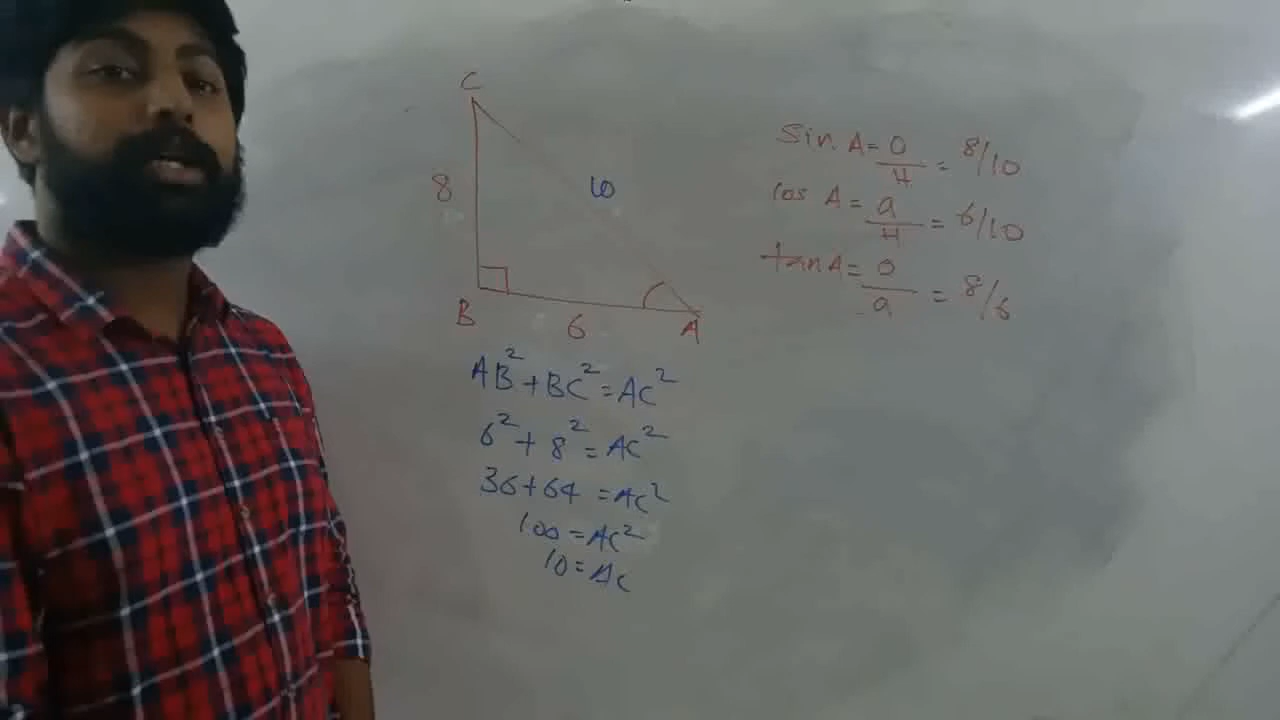 C
8
10
B
6
A
AB² + BC² = AC²
6² + 8² = AC²
36 + 64 = AC²
100 = AC²
10 = AC
Sin A = O/H = 8/10
cos A = a/H = 6/10
tan A = O/a = 8/6